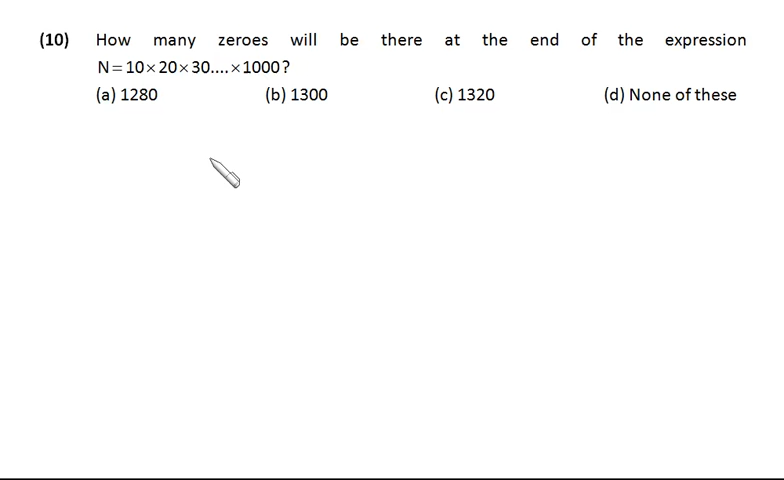 (10) How many zeroes will be there at the end of the expression
N=10×20×30....×1000?
(a) 1280 (b) 1300 (c) 1320 (d) None of these